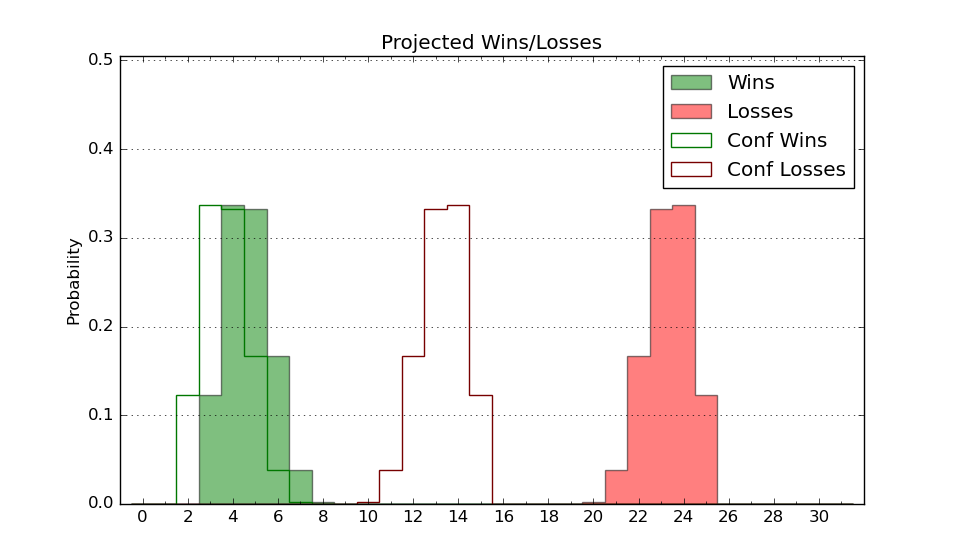 Projected Wins/Losses
0.5
0.4
0.3
0.2
0.1
0.0
Probability
Wins
Losses
Conf Wins
Conf Losses
0 2 4 6 8 10 12 14 16 18 20 22 24 26 28 30